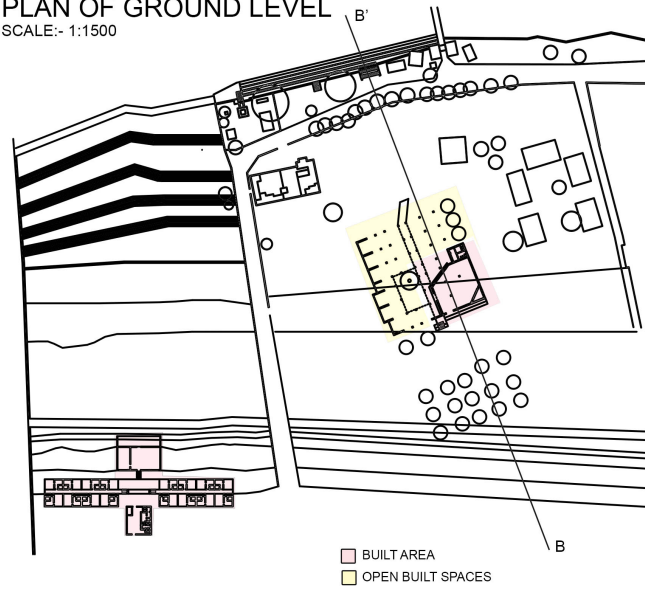 PLAN OF GROUND LEVEL
SCALE:- 1:1500
B'
B
BUILT AREA
OPEN BUILT SPACES